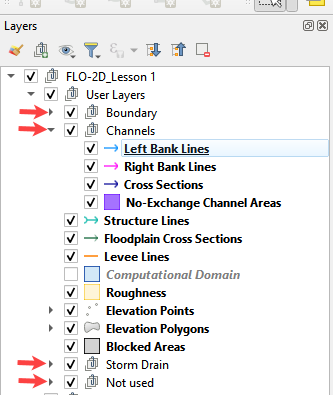 Layers
FLO-2D_Lesson 1
User Layers
Boundary
Channels
Left Bank Lines
Right Bank Lines
Cross Sections
No-Exchange Channel Areas
Structure Lines
Floodplain Cross Sections
Levee Lines
Computational Domain
Roughness
Elevation Points
Elevation Polygons
Blocked Areas
Storm Drain
Not used